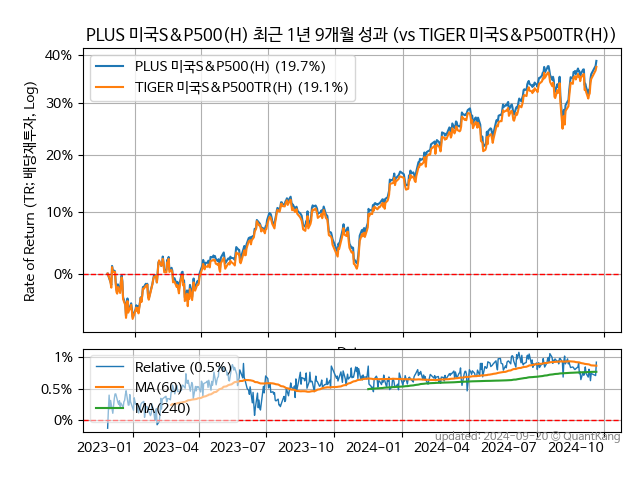 PLUS 미국S&P500(H) 최근 1년 9개월 성과 (vs TIGER 미국S&P500TR(H))
Rate of Return (TR: 배당재투자, Log)
40%
30%
20%
10%
0%
PLUS 미국S&P500(H) (19.7%)
TIGER 미국S&P500TR(H) (19.1%)
1%
0.5%
0%
Relative (0.5%)
MA(60)
MA(240)
2023-01 2023-04 2023-07 2023-10 2024-01 2024-04 2024-07 2024-10
updated: 2024-09-20 © QuantKang